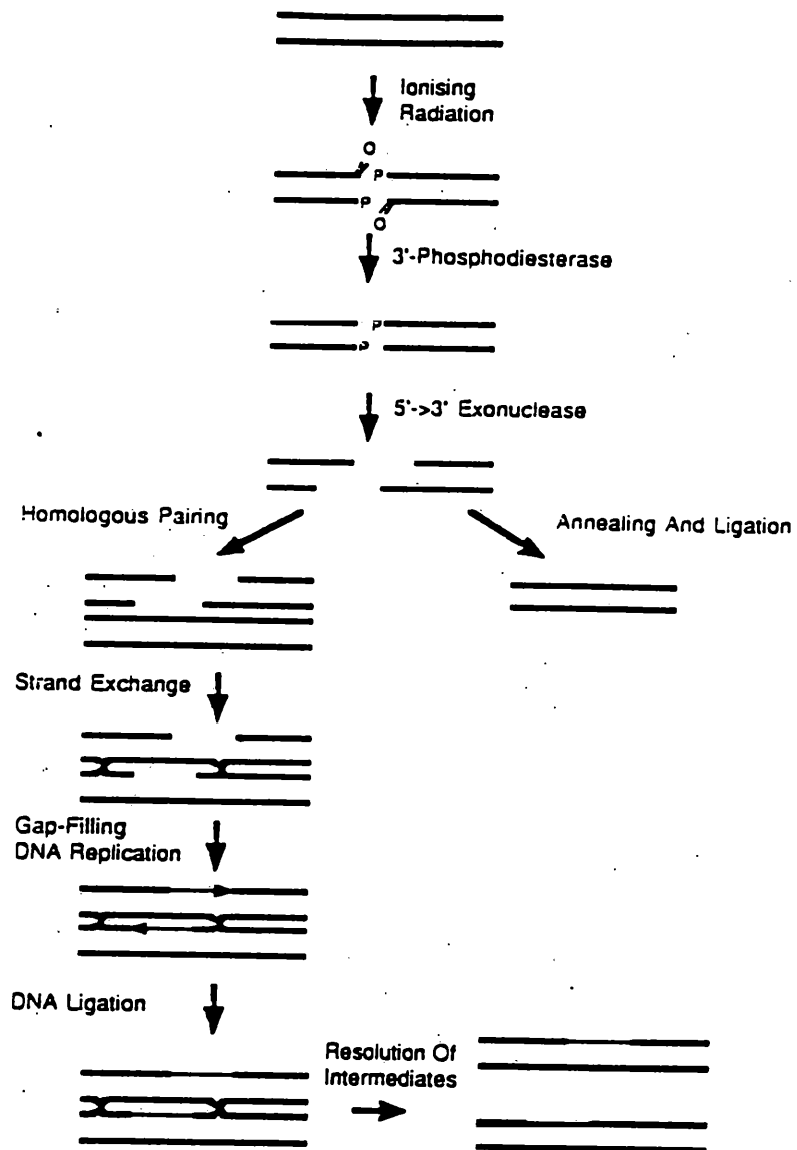 Ionising
Radiation
O
P
P
O
3'-Phosphodiesterase
P
P
5'->3' Exonuclease
Homologous Pairing
Annealing And Ligation
Strand Exchange
Gap-Filling
DNA Replication
DNA Ligation
Resolution Of
Intermediates